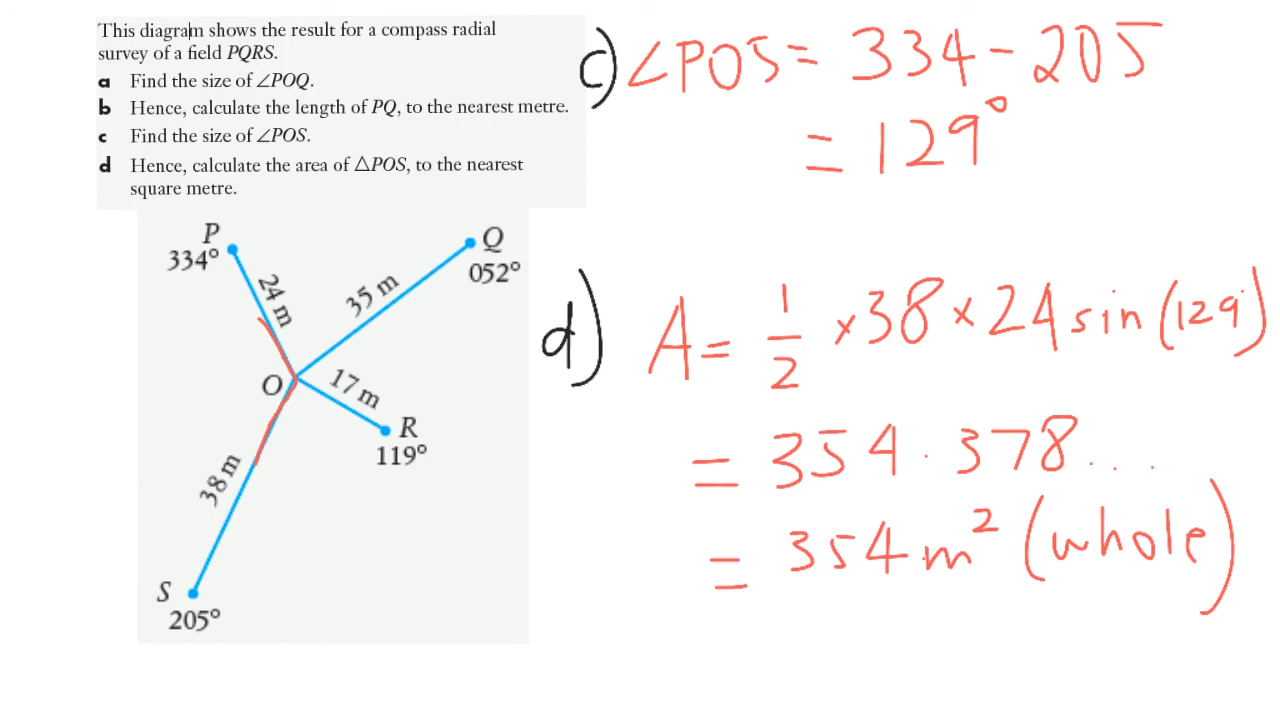 This diagram shows the result for a compass radial
survey of a field PQRS.
a Find the size of ∠POQ.
b Hence, calculate the length of PQ, to the nearest metre.
c Find the size of ∠POS.
d Hence, calculate the area of △POS, to the nearest
square metre.
P
334°
24 m
35 m
Q
052°
O
17 m
R
119°
38 m
S
205°
c) ∠POS = 334 - 205
= 129°
d) A = 1/2 × 38 × 24 sin (129)
= 354.378...
= 354 m² (whole)